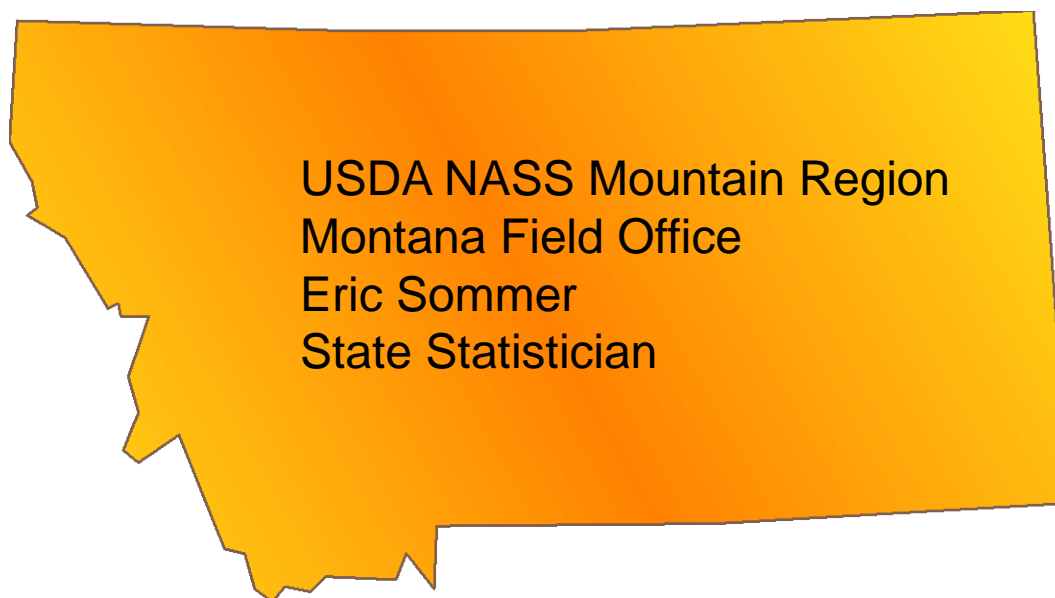 USDA NASS Mountain Region
Montana Field Office
Eric Sommer
State Statistician